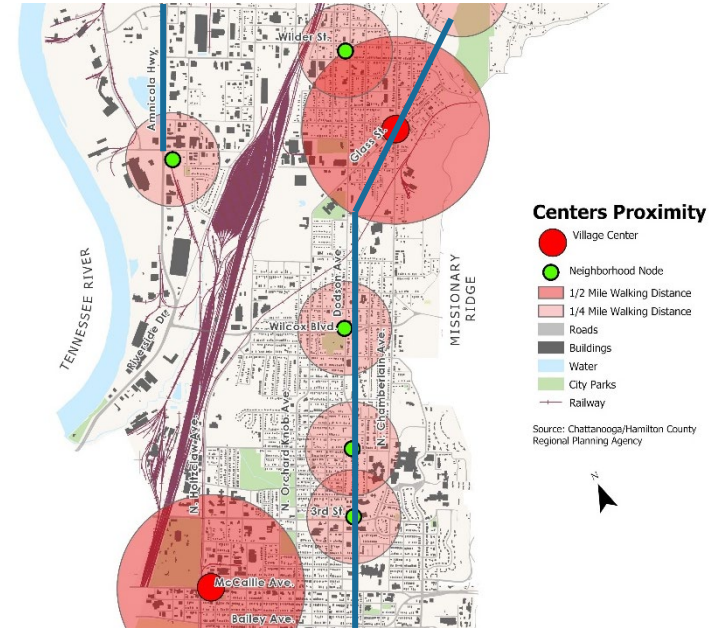 Wilder St.
Amnicola Hwy.
Glass St.
TENNESSEE RIVER
MISSIONARY
RIDGE
Dodson Ave.
Wilcox Blvd.
Riverside Dr.
N. Chamberlain Ave.
N. Orchard Knob Ave.
N. Holtzclaw Ave.
3rd St.
McCallie Ave.
Bailey Ave.
Centers Proximity
Village Center
Neighborhood Node
1/2 Mile Walking Distance
1/4 Mile Walking Distance
Roads
Buildings
Water
City Parks
Railway
Source: Chattanooga/Hamilton County
Regional Planning Agency
N